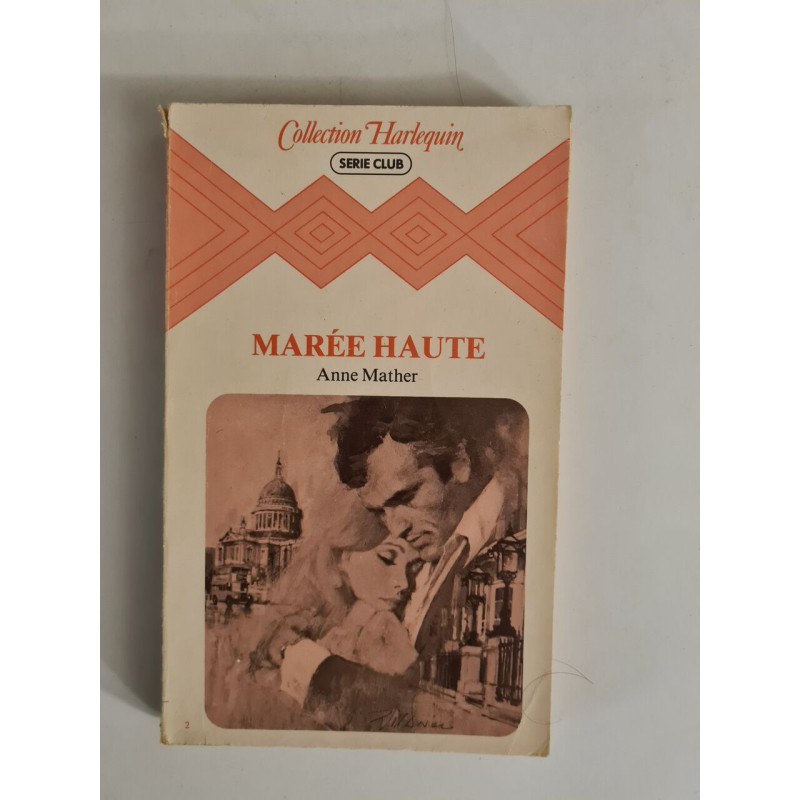 Collection Harlequin
SERIE CLUB
MARÉE HAUTE
Anne Mather
2